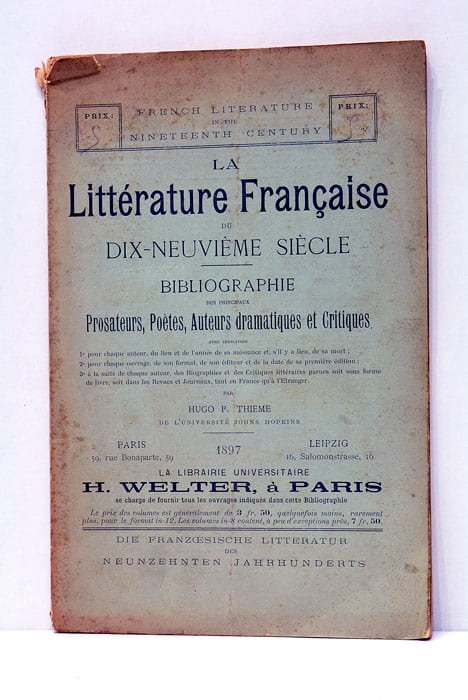 PRIX:
FRENCH LITERATURE
PRIX:
IN THE
NINETEENTH CENTURY
LA
Littérature Française
DU
DIX-NEUVIÈME SIÈCLE
BIBLIOGRAPHIE
DES PRINCIPAUX
Prosateurs, Poètes, Auteurs dramatiques et Critiques
AVEC INDICATION
1º pour chaque auteur, du lieu et de l'année de sa naissance et, s'il y a lieu, de sa mort;
2º pour chaque ouvrage, de son format, de son éditeur et de la date de sa première édition;
3º à la suite de chaque auteur, des Biographies et des Critiques littéraires parues soit sous forme
de livre, soit dans les Revues et Journaux, tant en France qu'à l'Étranger.
PAR
HUGO P. THIEME
DE L'UNIVERSITÉ JOHNS HOPKINS
PARIS
59, rue Bonaparte, 59
1897
LEIPZIG
16, Salomonstrasse, 16
LA LIBRAIRIE UNIVERSITAIRE
H. WELTER, à PARIS
se charge de fournir tous les ouvrages indiqués dans cette Bibliographie
Le prix des volumes est généralement de 3 fr. 50, quelquefois moins, rarement
plus, pour le format in-12. Les volumes in-8 coûtent, à peu d'exceptions près, 7 fr. 50.
DIE FRANZŒSISCHE LITTERATUR
DES
NEUNZEHNTEN JAHRHUNDERTS